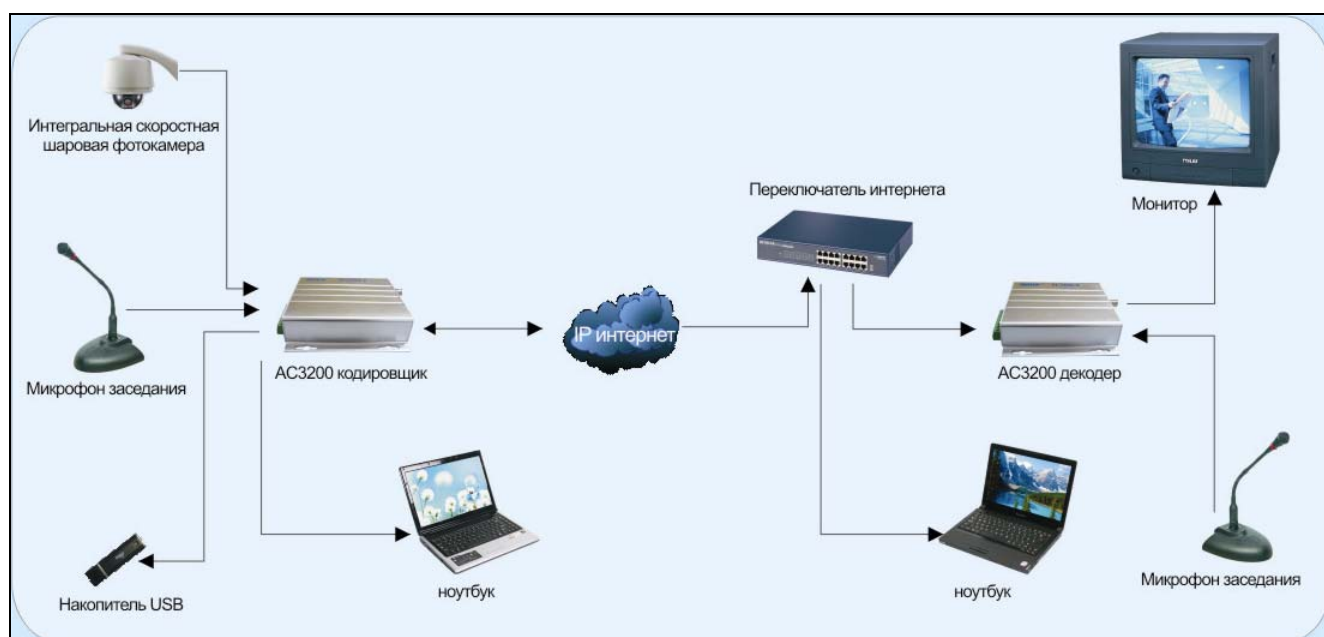 Интегральная скоростная
шаровая фотокамера
Переключатель интернета
Монитор
IP интернет
AC3200 кодировщик
AC3200 декодер
Микрофон заседания
ноутбук
ноутбук
Микрофон заседания
Накопитель USB